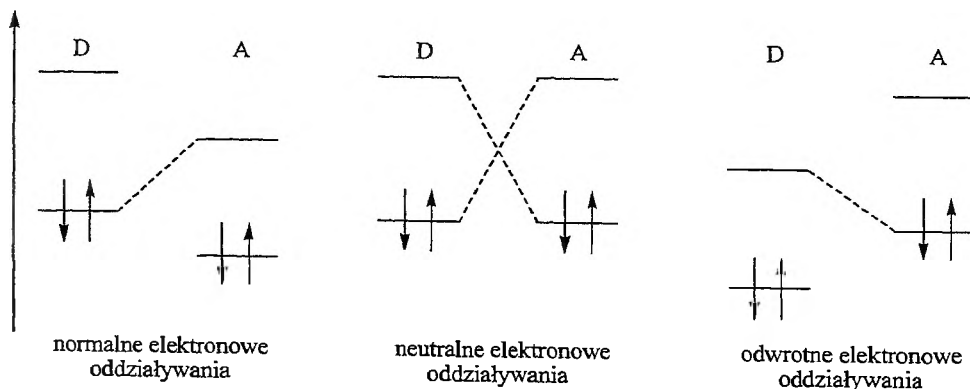 D A
D A
D A
normalne elektronowe
oddziaływania
neutralne elektronowe
oddziaływania
odwrotne elektronowe
oddziaływania